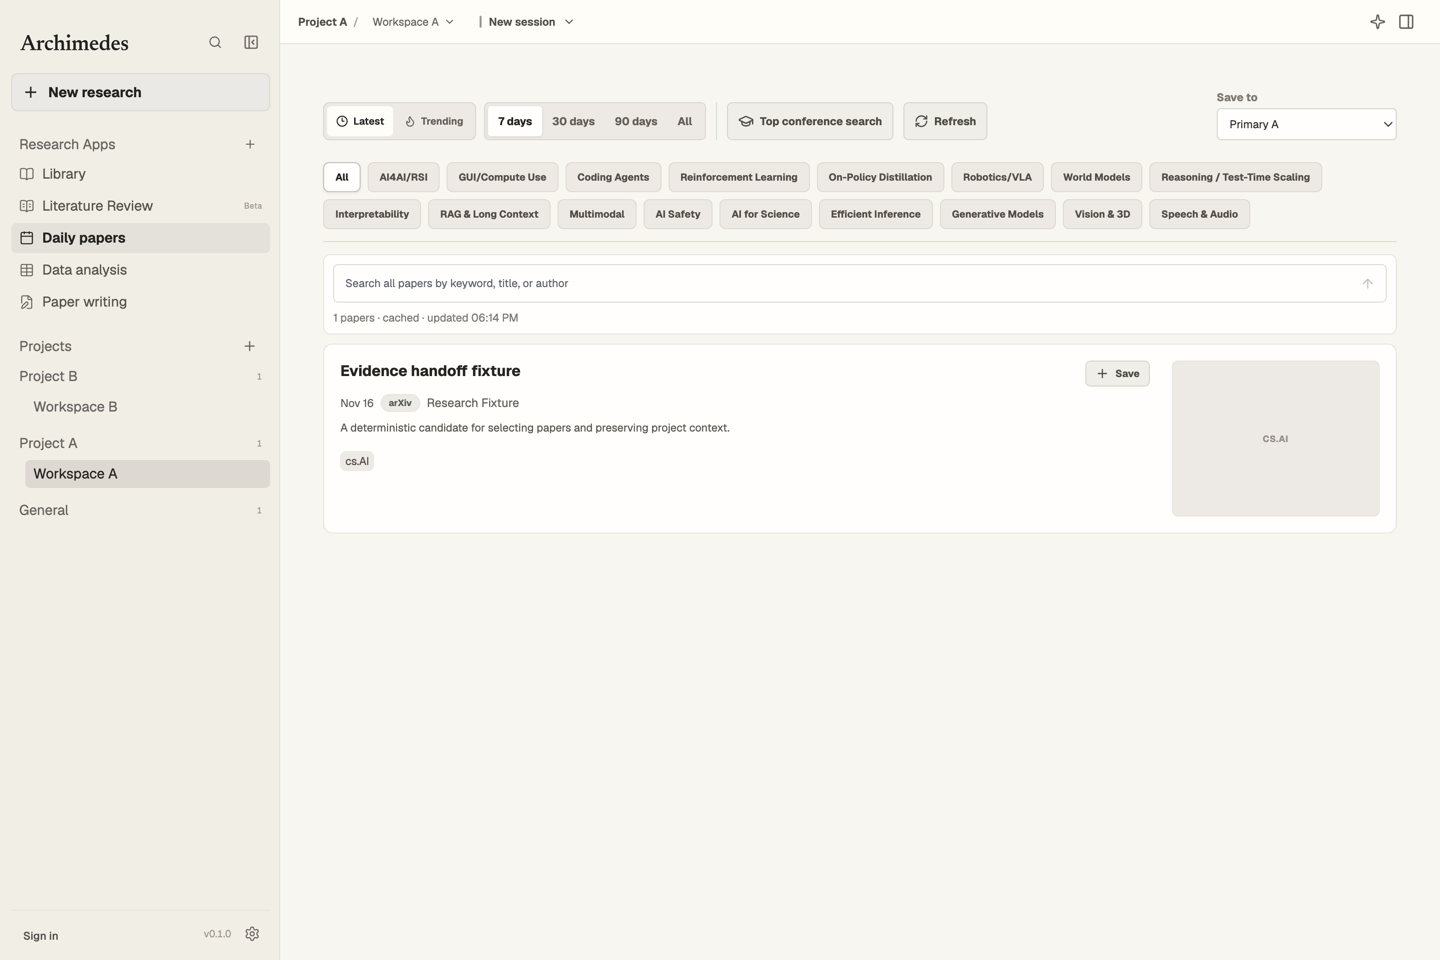 Archimedes
New research
Research Apps
Library
Literature Review Beta
Daily papers
Data analysis
Paper writing
Projects
Project B 1
Workspace B
Project A 1
Workspace A
General 1
Sign in v0.1.0
Project A / Workspace A New session
Latest Trending 7 days 30 days 90 days All Top conference search Refresh
Save to
Primary A
All AI4AI/RSI GUI/Compute Use Coding Agents Reinforcement Learning On-Policy Distillation Robotics/VLA World Models Reasoning / Test-Time Scaling
Interpretability RAG & Long Context Multimodal AI Safety AI for Science Efficient Inference Generative Models Vision & 3D Speech & Audio
Search all papers by keyword, title, or author
1 papers · cached · updated 06:14 PM
Evidence handoff fixture
Save
Nov 16 arXiv Research Fixture
A deterministic candidate for selecting papers and preserving project context.
cs.AI
CS.AI